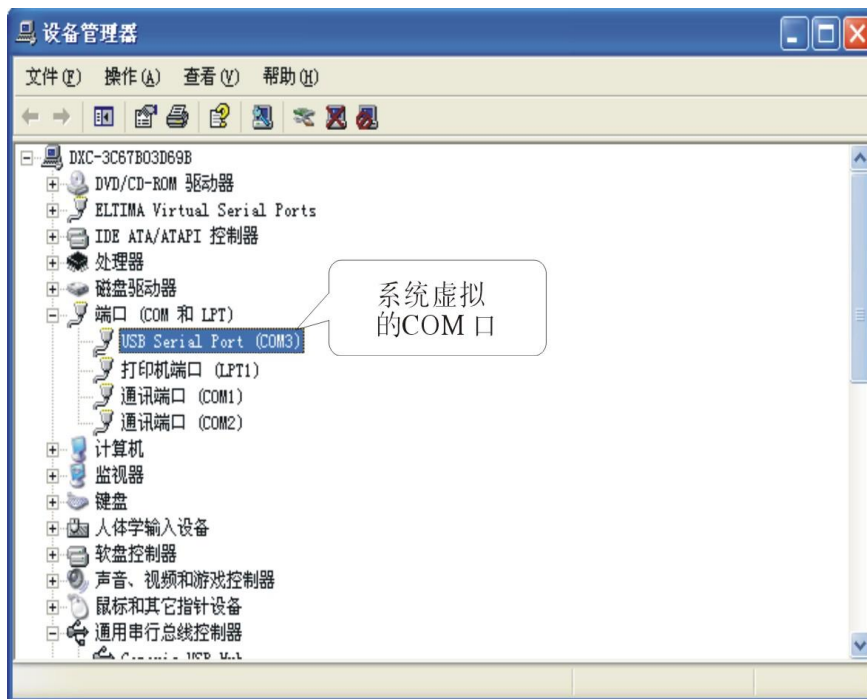 设备管理器
文件(F) 操作(A) 查看(V) 帮助(H)
DXC-3C67B03D69B
DVD/CD-ROM 驱动器
ELTIMA Virtual Serial Ports
IDE ATA/ATAPI 控制器
处理器
磁盘驱动器
端口 (COM 和 LPT)
USB Serial Port (COM3)
打印机端口 (LPT1)
通讯端口 (COM1)
通讯端口 (COM2)
系统虚拟
的COM 口
计算机
监视器
键盘
人体学输入设备
软盘控制器
声音、视频和游戏控制器
鼠标和其它指针设备
通用串行总线控制器